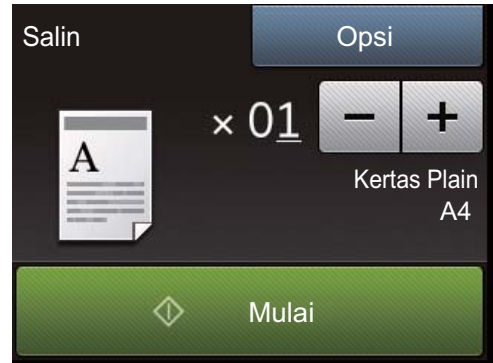 Salin
Opsi
× 01
− +
A
Kertas Plain
A4
Mulai